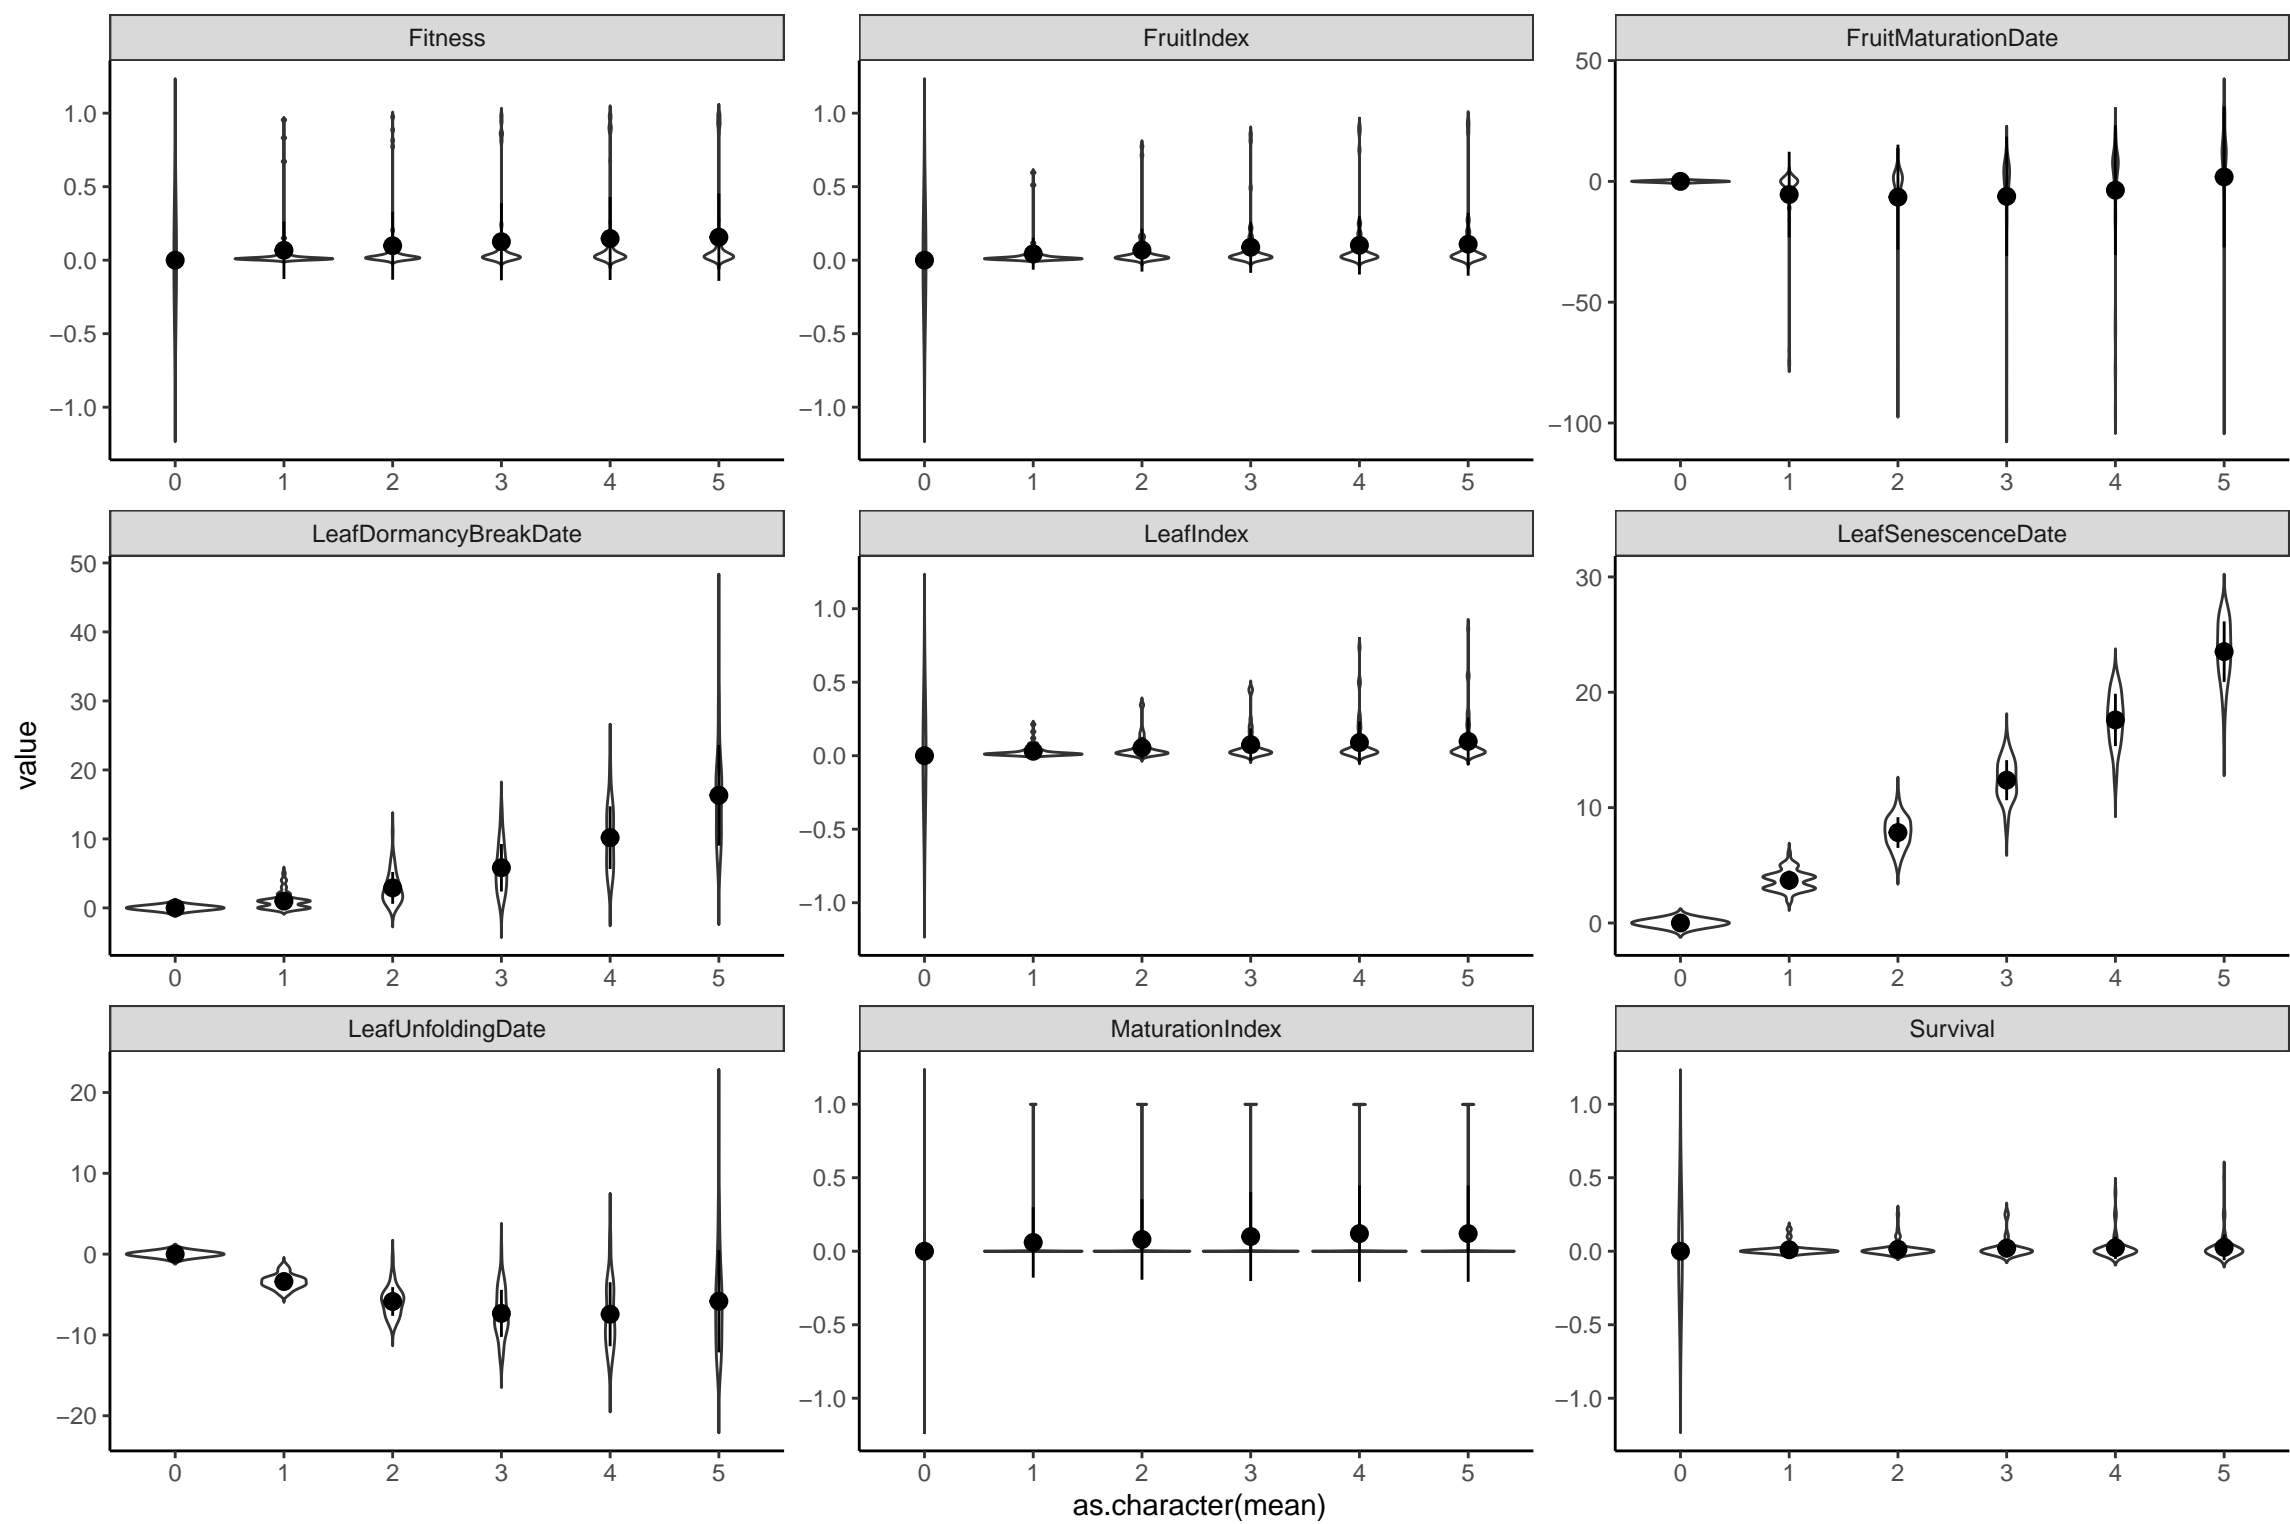 Fitness
FruitIndex
FruitMaturationDate
1.0
0.5
0.0
−0.5
−1.0
0 1 2 3 4 5
1.0
0.5
0.0
−0.5
−1.0
0 1 2 3 4 5
50
0
−50
−100
0 1 2 3 4 5
LeafDormancyBreakDate
LeafIndex
LeafSenescenceDate
50
40
30
20
10
0
0 1 2 3 4 5
1.0
0.5
0.0
−0.5
−1.0
0 1 2 3 4 5
30
20
10
0
0 1 2 3 4 5
value
LeafUnfoldingDate
MaturationIndex
Survival
20
10
0
−10
−20
0 1 2 3 4 5
1.0
0.5
0.0
−0.5
−1.0
0 1 2 3 4 5
1.0
0.5
0.0
−0.5
−1.0
0 1 2 3 4 5
as.character(mean)